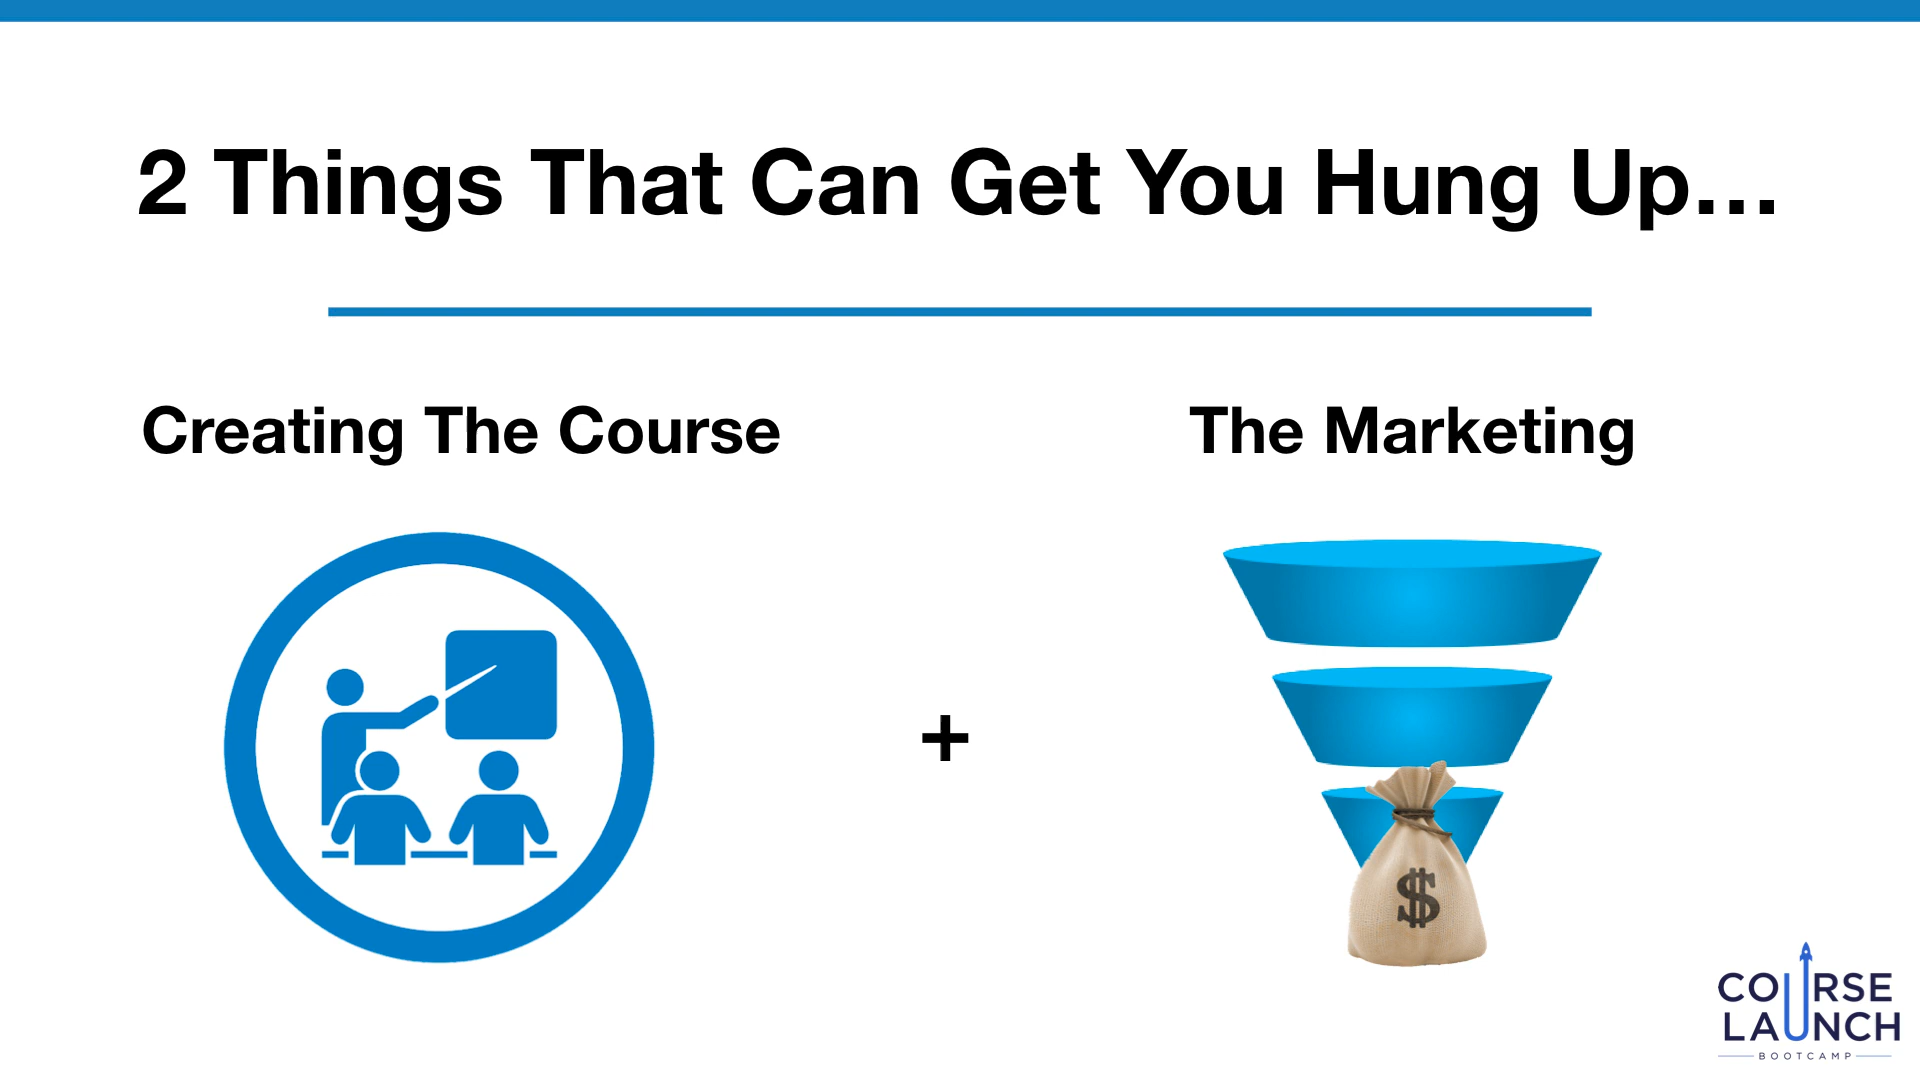 2 Things That Can Get You Hung Up...
Creating The Course
The Marketing
+
$
COURSE
LAUNCH
BOOTCAMP